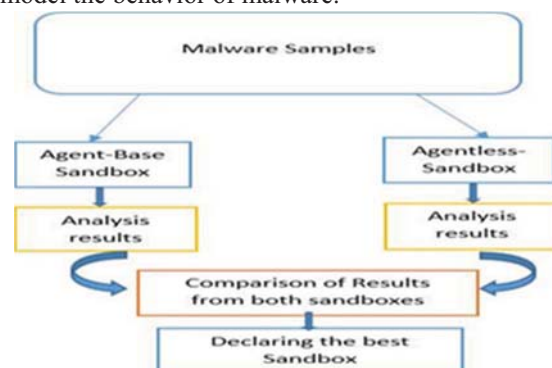 model the behavior of malware.
Malware Samples
Agent-Base
Sandbox
Agentless-
Sandbox
Analysis
results
Analysis
results
Comparison of Results
from both sandboxes
Declaring the best
Sandbox